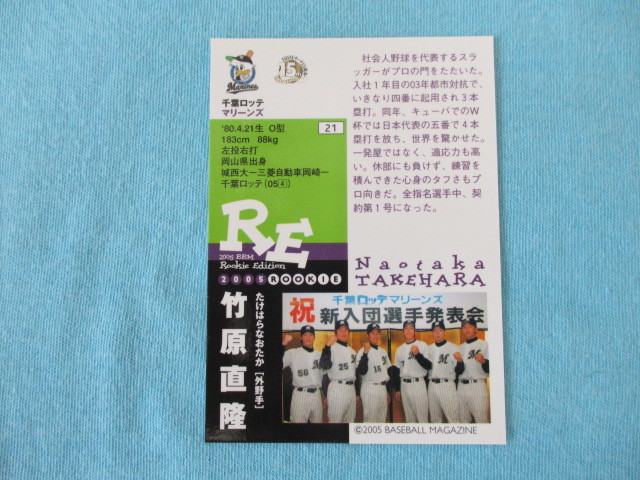 Marines
15
千葉ロッテ
マリーンズ
'80.4.21生 O型
183cm 88kg
左投右打
岡山県出身
城西大ー三菱自動車岡崎ー
千葉ロッテ(05④)
21
社会人野球を代表するスラ
ッガーがプロの門をたたいた。
入社1年目の03年都市対抗で、
いきなり四番に起用され3本
塁打。同年、キューバでのW
杯では日本代表の五番で4本
塁打を放ち、世界を驚かせた。
一発屋ではなく、適応力も高
い。休部にも負けず、練習を
積んできた心身のタフさもプ
ロ向きだ。全指名選手中、契
約第1号になった。
RE
2005 BBM
Rookie Edition
2005 ROOKIE
Naotaka
TAKEHARA
竹原直隆
たけはらなおたか [外野手]
祝
千葉ロッテマリーンズ
新入団選手発表会
56
25
18
©2005 BASEBALL MAGAZINE